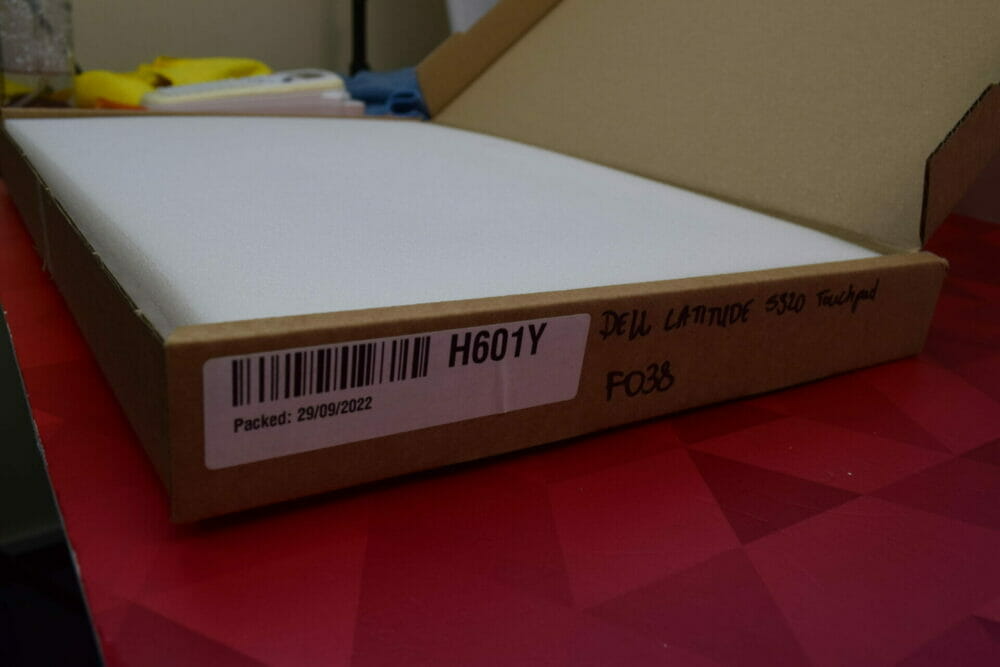 H601Y
Packed: 29/09/2022
DELL LATITUDE 5320 Touchpad
F038